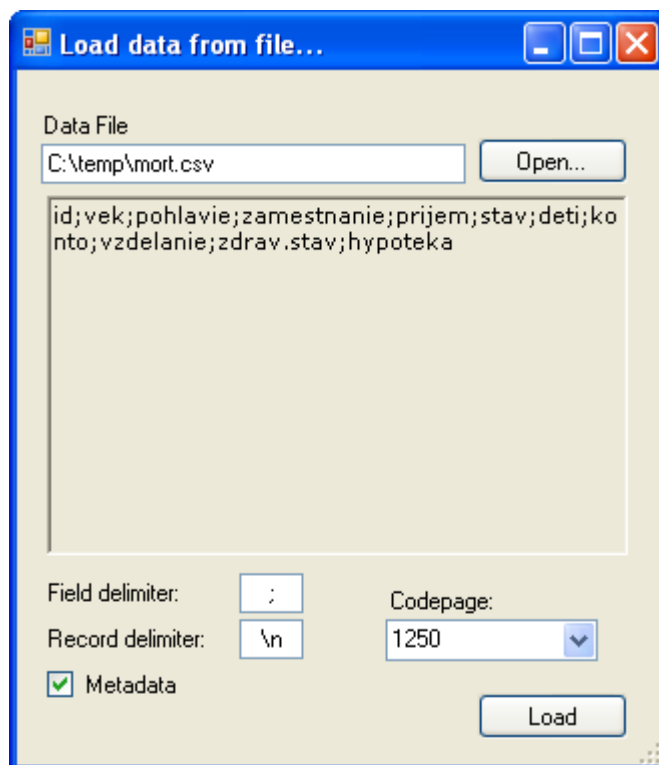 Load data from file...
Data File
C:\temp\mort.csv
Open...
id;vek;pohlavie;zamestnanie;prijem;stav;deti;ko
nto;vzdelanie;zdrav.stav;hypoteka
Field delimiter:
;
Codepage:
Record delimiter:
\n
1250
Metadata
Load